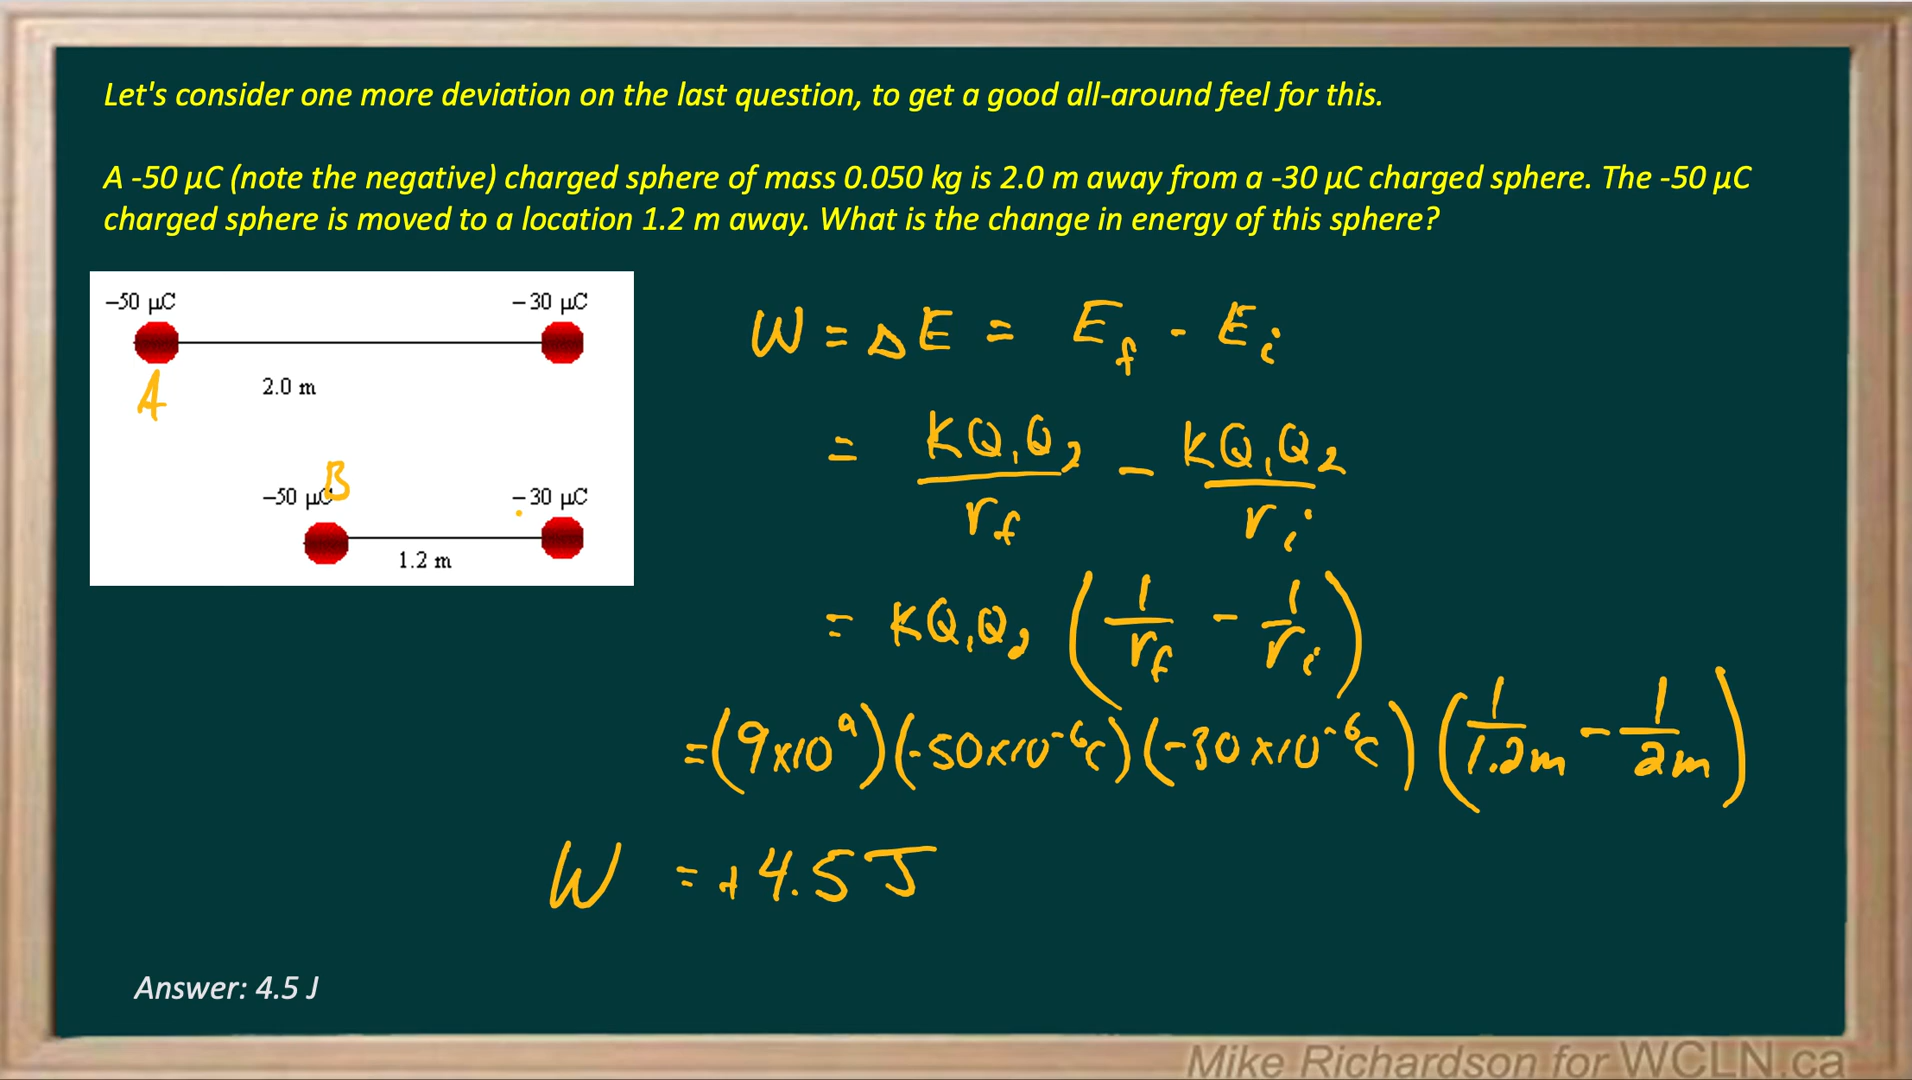 Let's consider one more deviation on the last question, to get a good all-around feel for this.
A -50 μC (note the negative) charged sphere of mass 0.050 kg is 2.0 m away from a -30 μC charged sphere. The -50 μC
charged sphere is moved to a location 1.2 m away. What is the change in energy of this sphere?
–50 μC – 30 μC
A
2.0 m
B
–50 μC – 30 μC
1.2 m
W = ΔE = E_f - E_i
= KQ₁Q₂/r_f - KQ₁Q₂/r_i
= KQ₁Q₂ (1/r_f - 1/r_i)
= (9x10⁹)(-50x10⁻⁶C)(-30x10⁻⁶C)(1/1.2m - 1/2m)
W = +4.5 J
Answer: 4.5 J
Mike Richardson for WCLN.ca